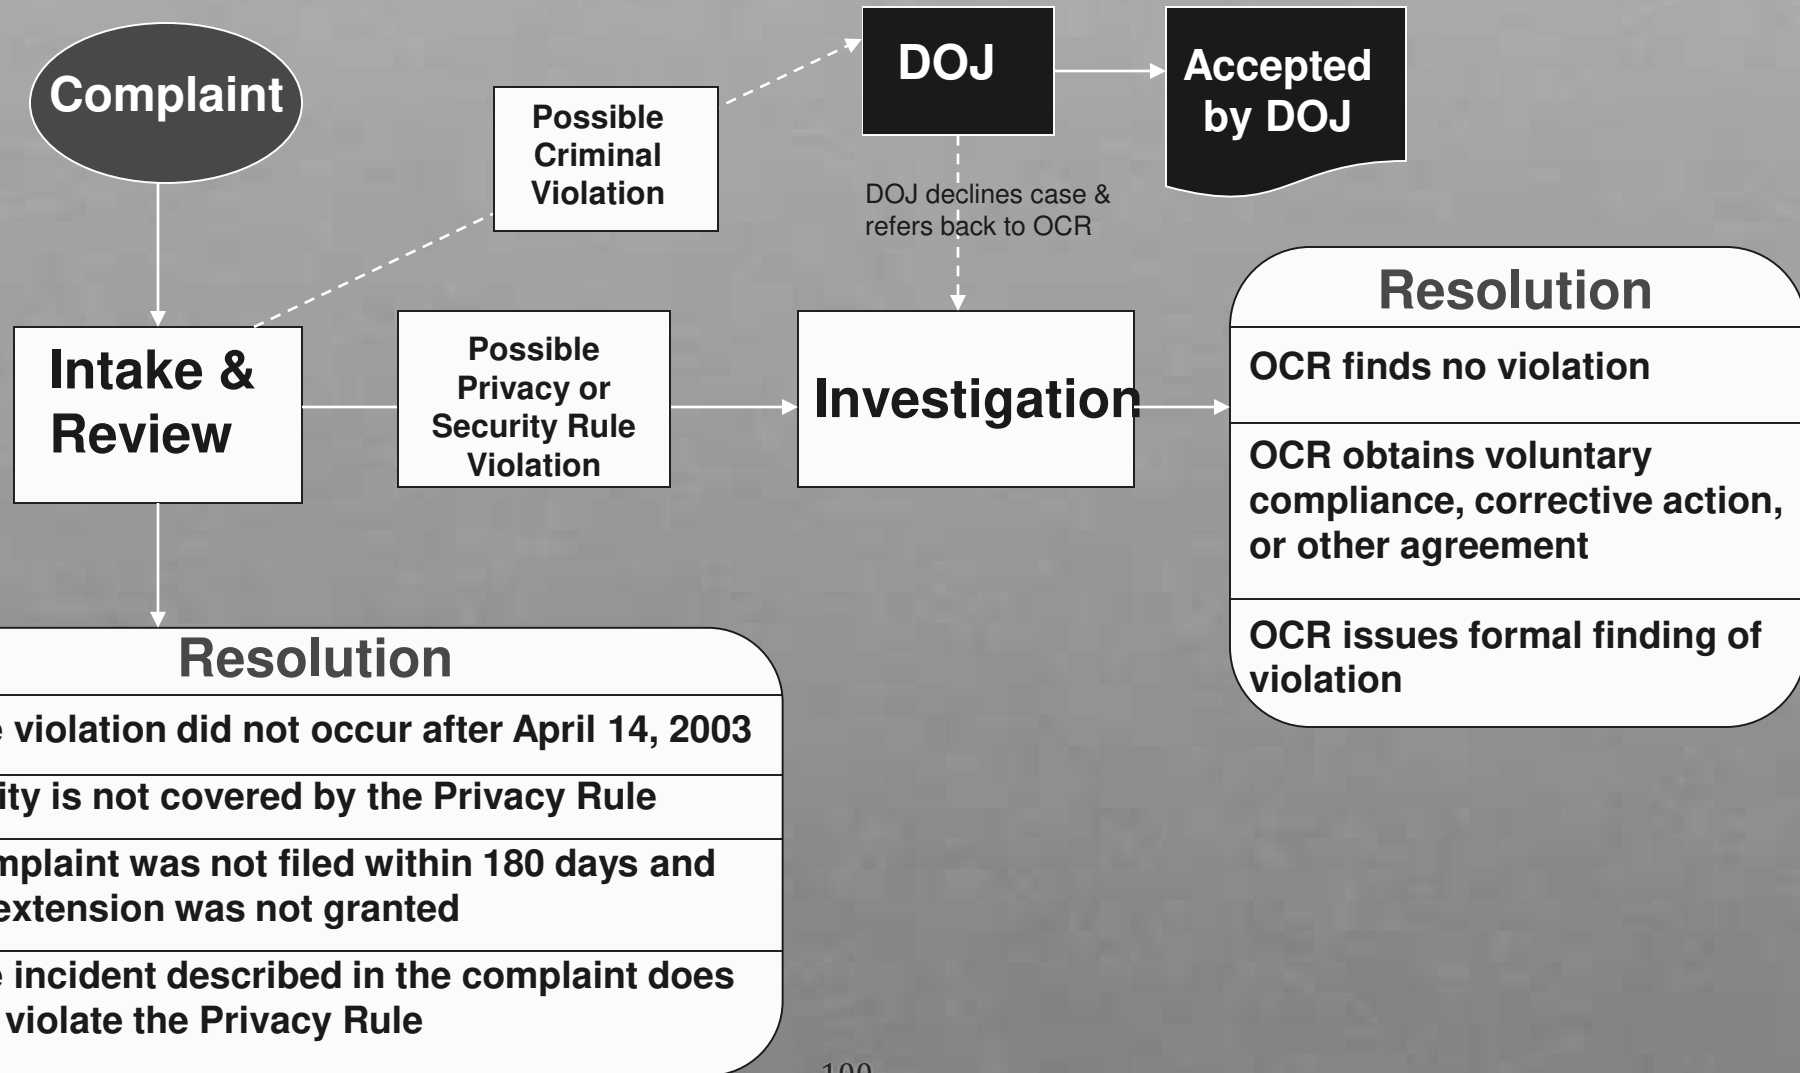 Complaint
Possible
Criminal
Violation
DOJ
Accepted
by DOJ
DOJ declines case &
refers back to OCR
Intake &
Review
Possible
Privacy or
Security Rule
Violation
Investigation
Resolution
OCR finds no violation
OCR obtains voluntary
compliance, corrective action,
or other agreement
OCR issues formal finding of
violation
Resolution
violation did not occur after April 14, 2003
is not covered by the Privacy Rule
was not filed within 180 days and
extension was not granted
incident described in the complaint does
violate the Privacy Rule